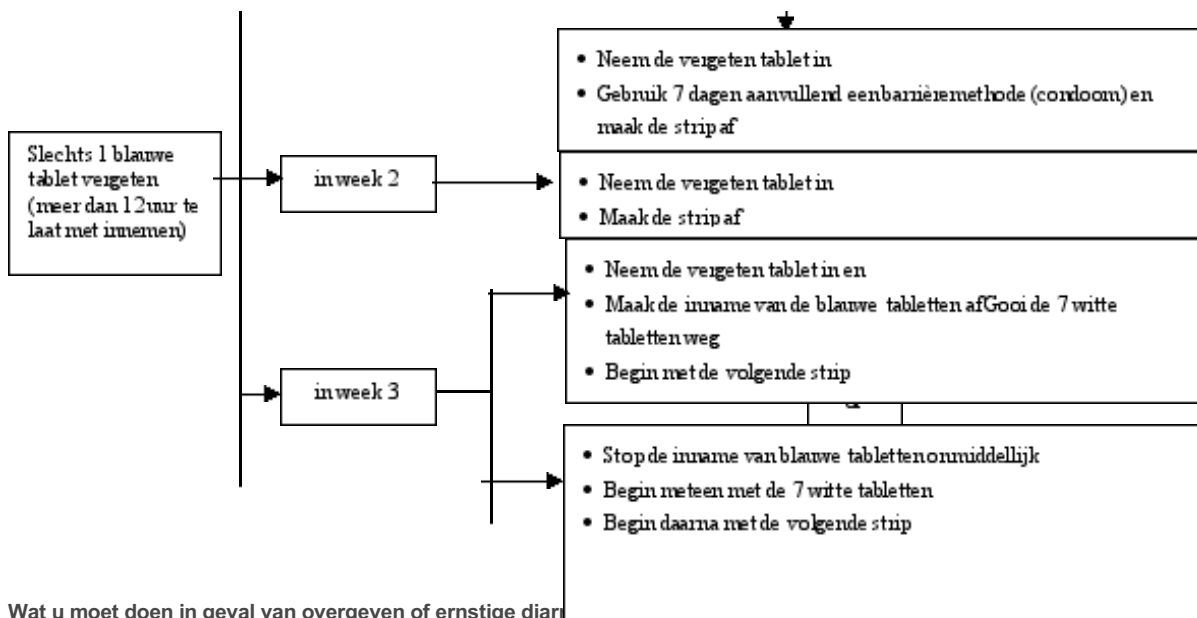 • Neem de vergeten tablet in
• Gebruik 7 dagen aanvullend eenbarrièremethode (condoom) en
maak de strip af
Slechts 1 blauwe
tablet vergeten
(meer dan 12 uur te
laat met innemen)
in week 2
• Neem de vergeten tablet in
• Maak de strip af
• Neem de vergeten tablet in en
• Maak de inname van de blauwe tabletten afGooi de 7 witte
tabletten weg
• Begin met de volgende strip
in week 3
• Stop de inname van blauwe tabletten onmiddellijk
• Begin meteen met de 7 witte tabletten
• Begin daarna met de volgende strip
Wat u moet doen in geval van overgeven of ernstige